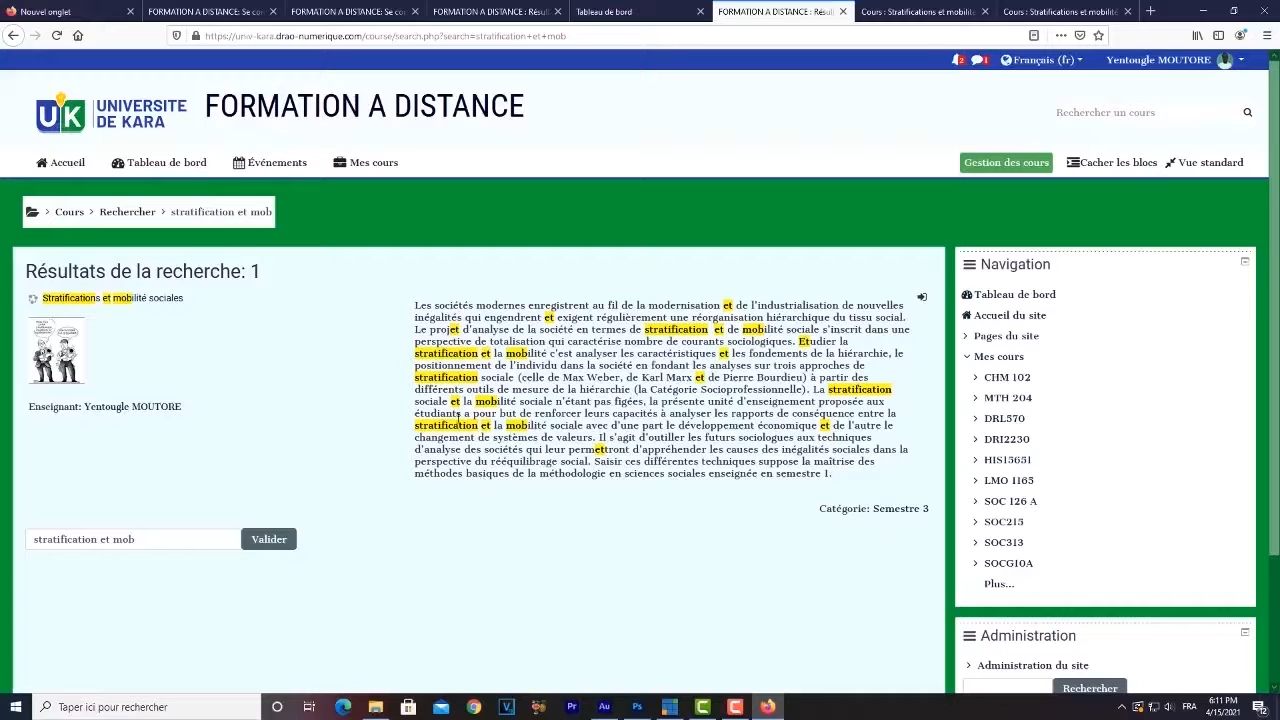 Nouvel onglet
FORMATION A DISTANCE: Se co
FORMATION A DISTANCE: Se co
FORMATION A DISTANCE : Résul
Tableau de bord
FORMATION A DISTANCE : Résul
Cours : Stratifications et mobilité
Cours : Stratifications et mobilité
https://univ-kara.drao-numerique.com/course/search.php?search=stratification+et+mob
2
1
Français (fr)
Yentougle MOUTORE
UK
UNIVERSITE
DE KARA
FORMATION A DISTANCE
Rechercher un cours
Accueil
Tableau de bord
Événements
Mes cours
Gestion des cours
Cacher les blocs
Vue standard
Cours
Rechercher
stratification et mob
Résultats de la recherche: 1
Stratifications et mobilité sociales
Enseignant: Yentougle MOUTORE
Les sociétés modernes enregistrent au fil de la modernisation et de l'industrialisation de nouvelles
inégalités qui engendrent et exigent régulièrement une réorganisation hiérarchique du tissu social.
Le projet d'analyse de la société en termes de stratification et de mobilité sociale s'inscrit dans une
perspective de totalisation qui caractérise nombre de courants sociologiques. Etudier la
stratification et la mobilité c'est analyser les caractéristiques et les fondements de la hiérarchie, le
positionnement de l'individu dans la société en fondant les analyses sur trois approches de
stratification sociale (celle de Max Weber, de Karl Marx et de Pierre Bourdieu) à partir des
différents outils de mesure de la hiérarchie (la Catégorie Socioprofessionnelle). La stratification
sociale et la mobilité sociale n'étant pas figées, la présente unité d'enseignement proposée aux
étudiants a pour but de renforcer leurs capacités à analyser les rapports de conséquence entre la
stratification et la mobilité sociale avec d'une part le développement économique et de l'autre le
changement de systèmes de valeurs. Il s'agit d'outiller les futurs sociologues aux techniques
d'analyse des sociétés qui leur permettront d'appréhender les causes des inégalités sociales dans la
perspective du rééquilibrage social. Saisir ces différentes techniques suppose la maîtrise des
méthodes basiques de la méthodologie en sciences sociales enseignée en semestre 1.
Catégorie: Semestre 3
stratification et mob
Valider
Navigation
Tableau de bord
Accueil du site
Pages du site
Mes cours
CHM 102
MTH 204
DRL570
DRI2230
HIS15651
LMO 1165
SOC 126 A
SOC215
SOC313
SOCG10A
Plus...
Administration
Administration du site
Rechercher
Taper ici pour rechercher
FRA
6:11 PM
4/15/2021
12